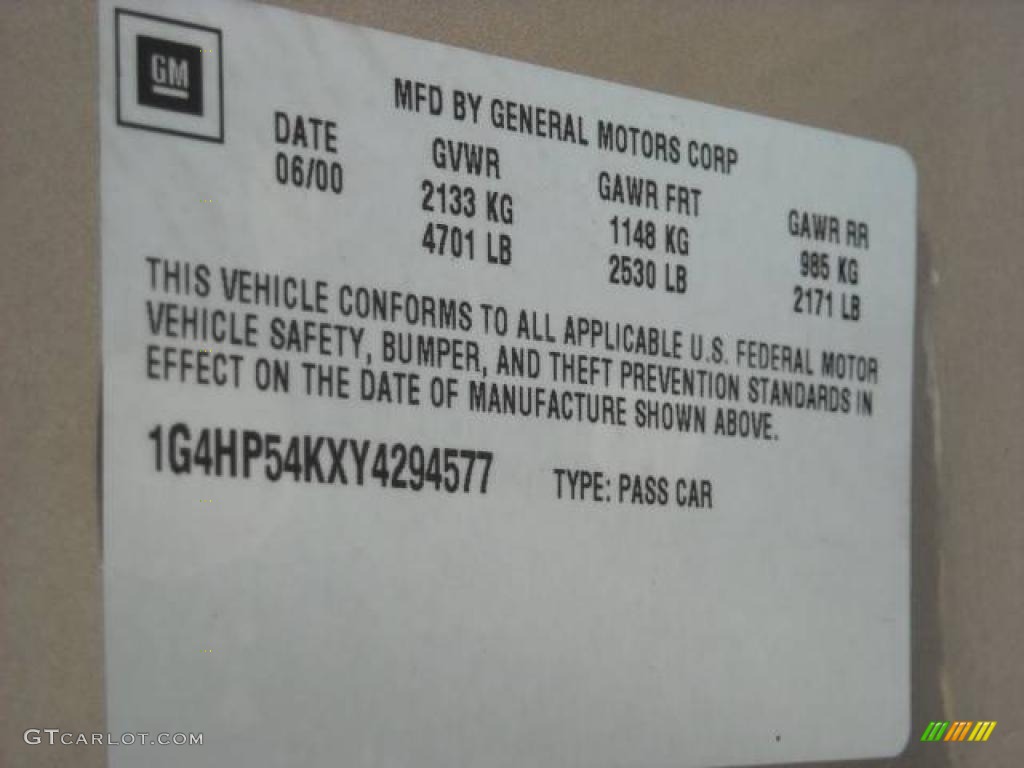 GM
MFD BY GENERAL MOTORS CORP
DATE GVWR GAWR FRT GAWR RR
06/00 2133 KG 1148 KG 985 KG
4701 LB 2530 LB 2171 LB
THIS VEHICLE CONFORMS TO ALL APPLICABLE U.S. FEDERAL MOTOR
VEHICLE SAFETY, BUMPER, AND THEFT PREVENTION STANDARDS IN
EFFECT ON THE DATE OF MANUFACTURE SHOWN ABOVE.
1G4HP54KXY4294577 TYPE: PASS CAR
GTCARLOT.COM